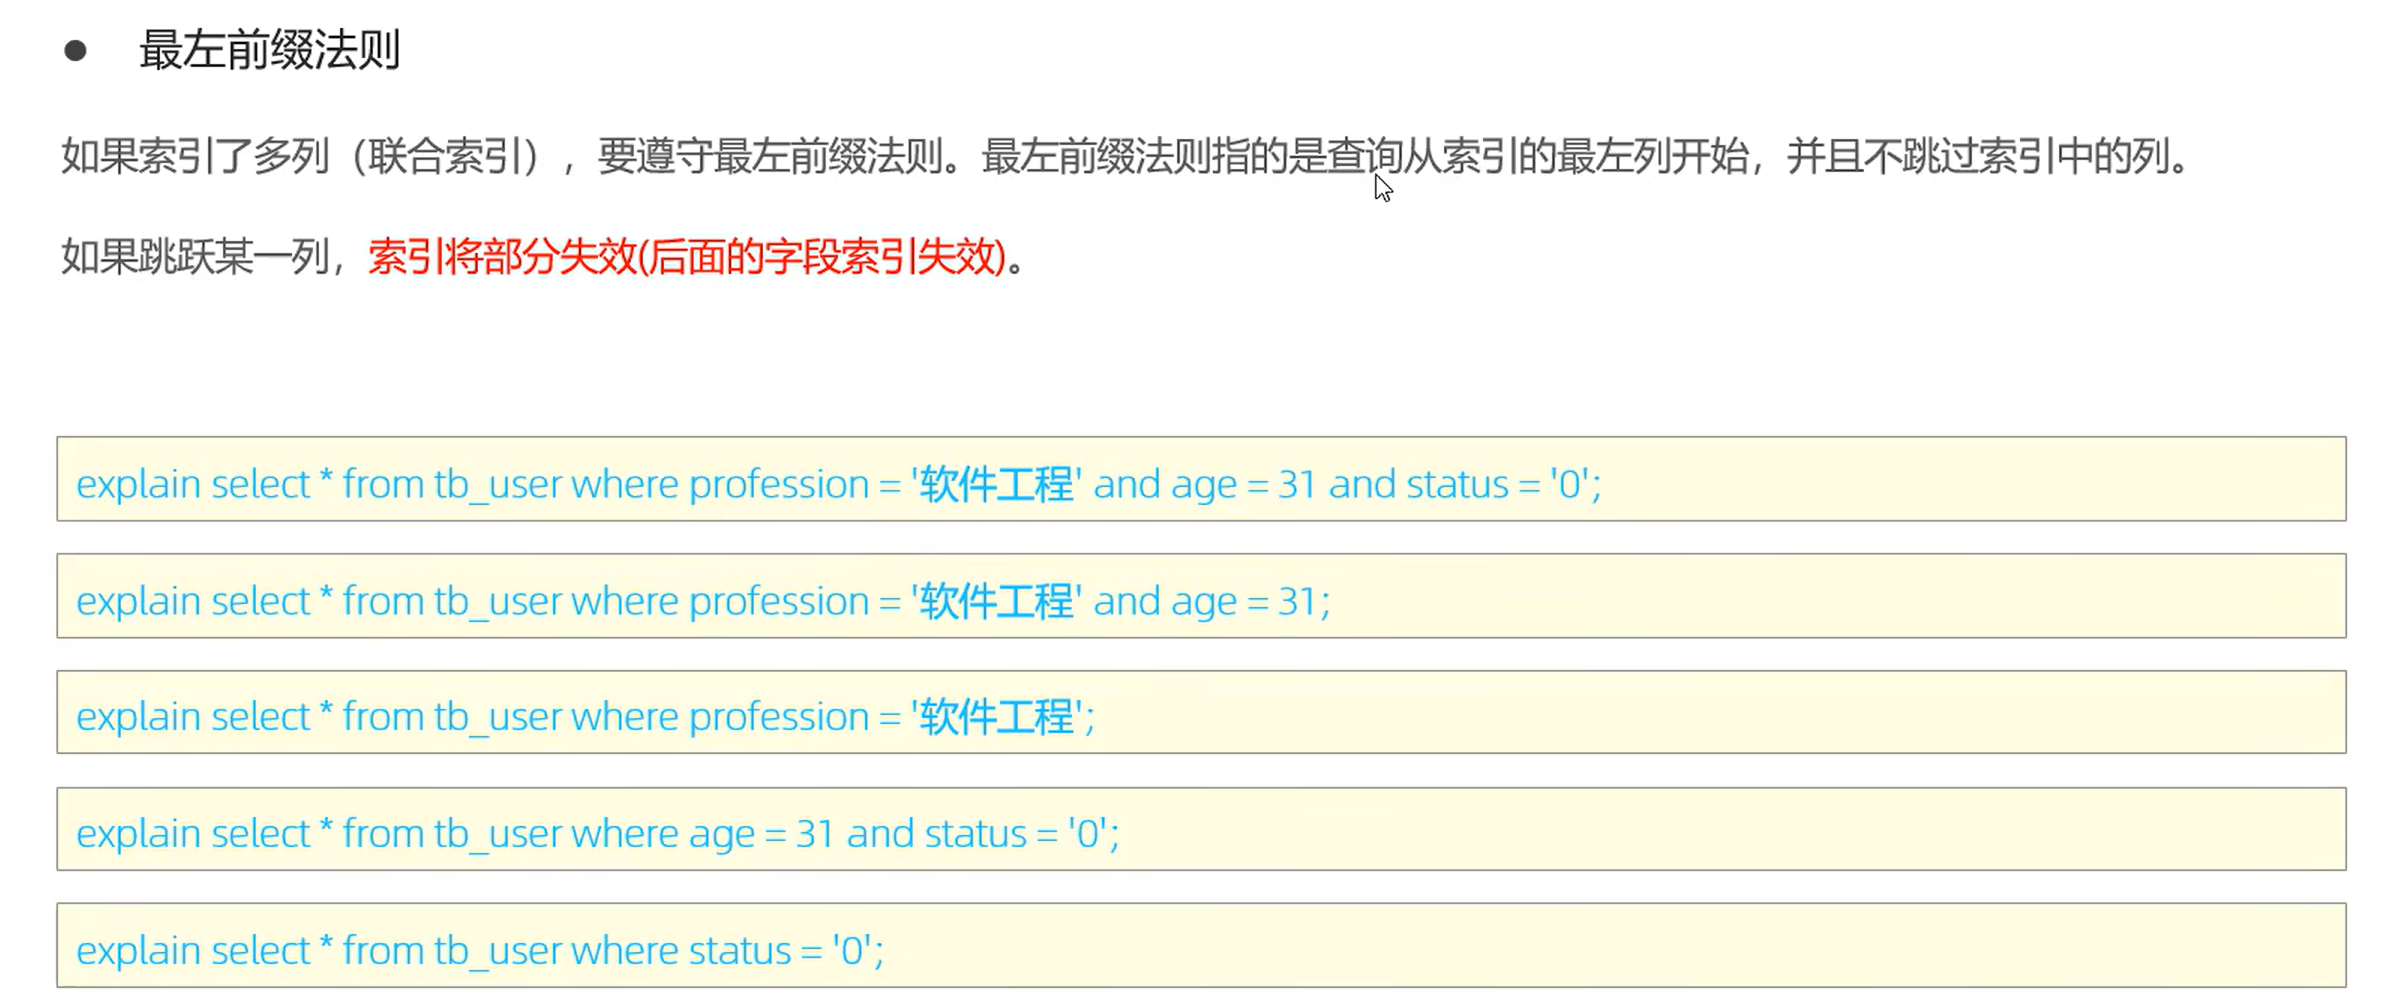 ● 最左前缀法则
如果索引了多列（联合索引），要遵守最左前缀法则。最左前缀法则指的是查询从索引的最左列开始，并且不跳过索引中的列。
如果跳跃某一列，索引将部分失效(后面的字段索引失效)。
explain select * from tb_user where profession = '软件工程' and age = 31 and status = '0';
explain select * from tb_user where profession = '软件工程' and age = 31;
explain select * from tb_user where profession = '软件工程';
explain select * from tb_user where age = 31 and status = '0';
explain select * from tb_user where status = '0';